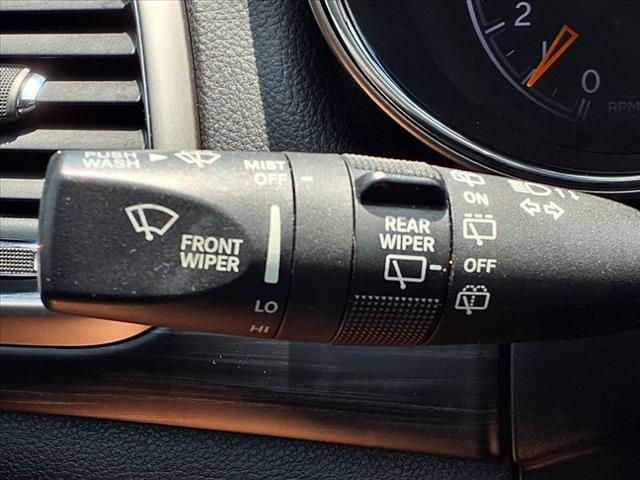 2
1
0
RPM
PUSH
WASH
MIST
OFF
FRONT
WIPER
LO
HI
REAR
WIPER
ON
OFF